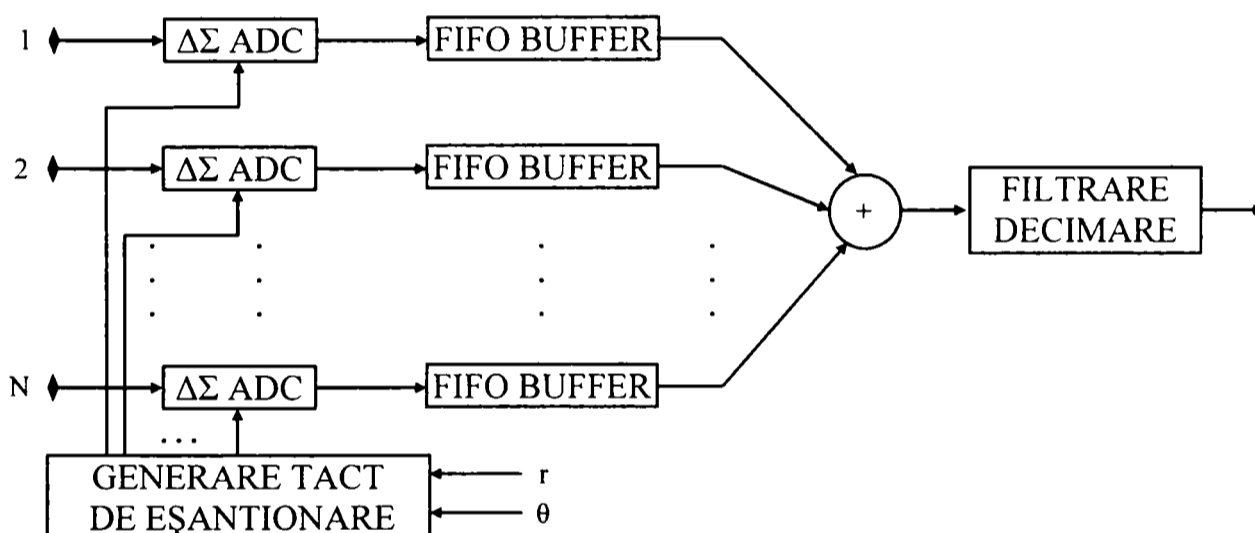 1 ΔΣ ADC FIFO BUFFER
2 ΔΣ ADC FIFO BUFFER
+
FILTRARE
DECIMARE
N ΔΣ ADC FIFO BUFFER
GENERARE TACT
DE EŞANTIONARE
r
θ